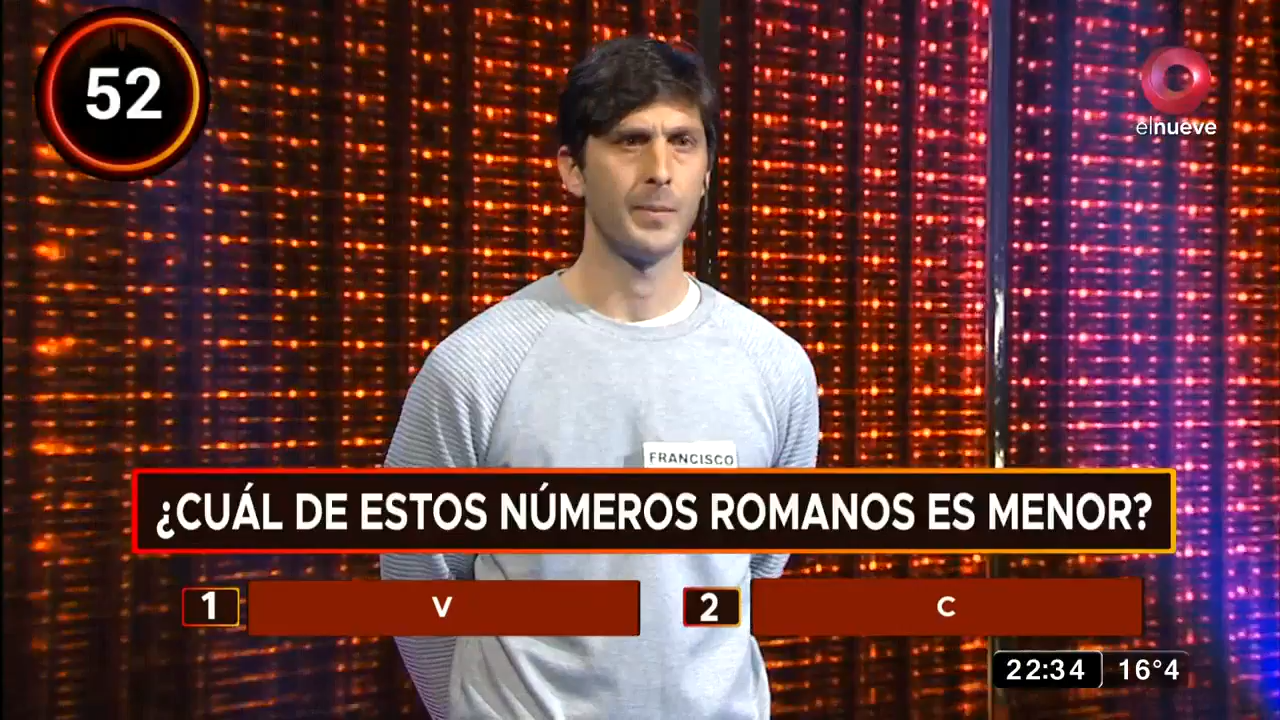 52
elnueve
FRANCISCO
¿CUÁL DE ESTOS NÚMEROS ROMANOS ES MENOR?
1 V 2 C
22:34 16°4